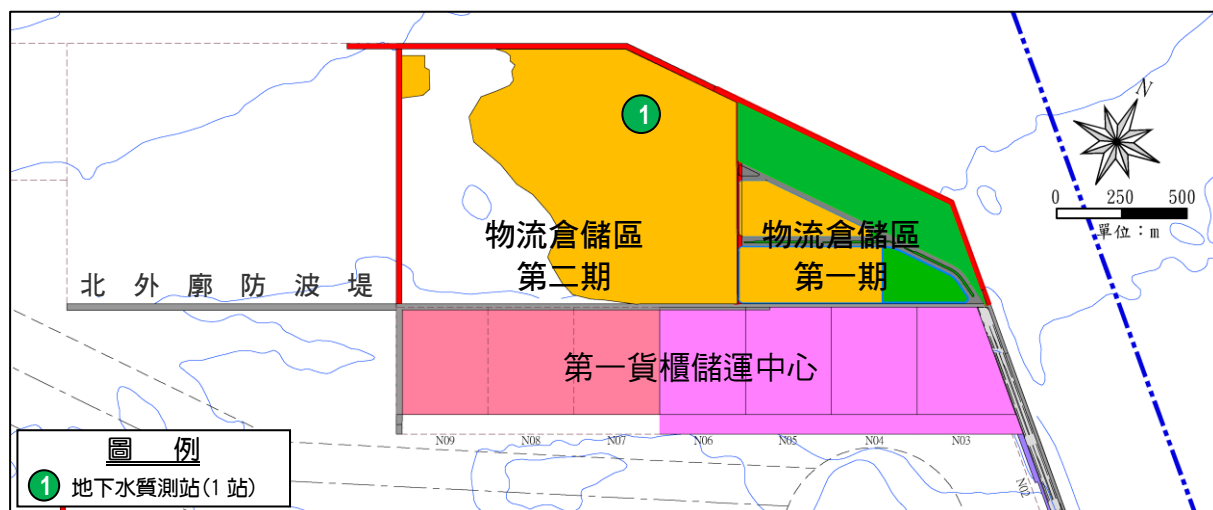 1
N
0 250 500
單位：m
物流倉儲區
第二期
物流倉儲區
第一期
北外廓防波堤
第一貨櫃儲運中心
N09 N08 N07 N06 N05 N04 N03
N02
圖 例
1 地下水質測站(1站)